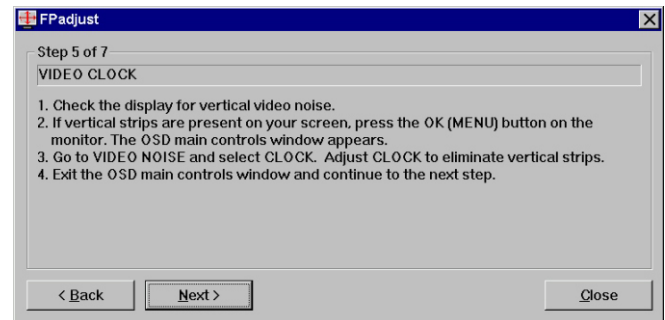 FPadjust
Step 5 of 7
VIDEO CLOCK
1. Check the display for vertical video noise.
2. If vertical strips are present on your screen, press the OK (MENU) button on the
monitor. The OSD main controls window appears.
3. Go to VIDEO NOISE and select CLOCK. Adjust CLOCK to eliminate vertical strips.
4. Exit the OSD main controls window and continue to the next step.
< Back Next > Close